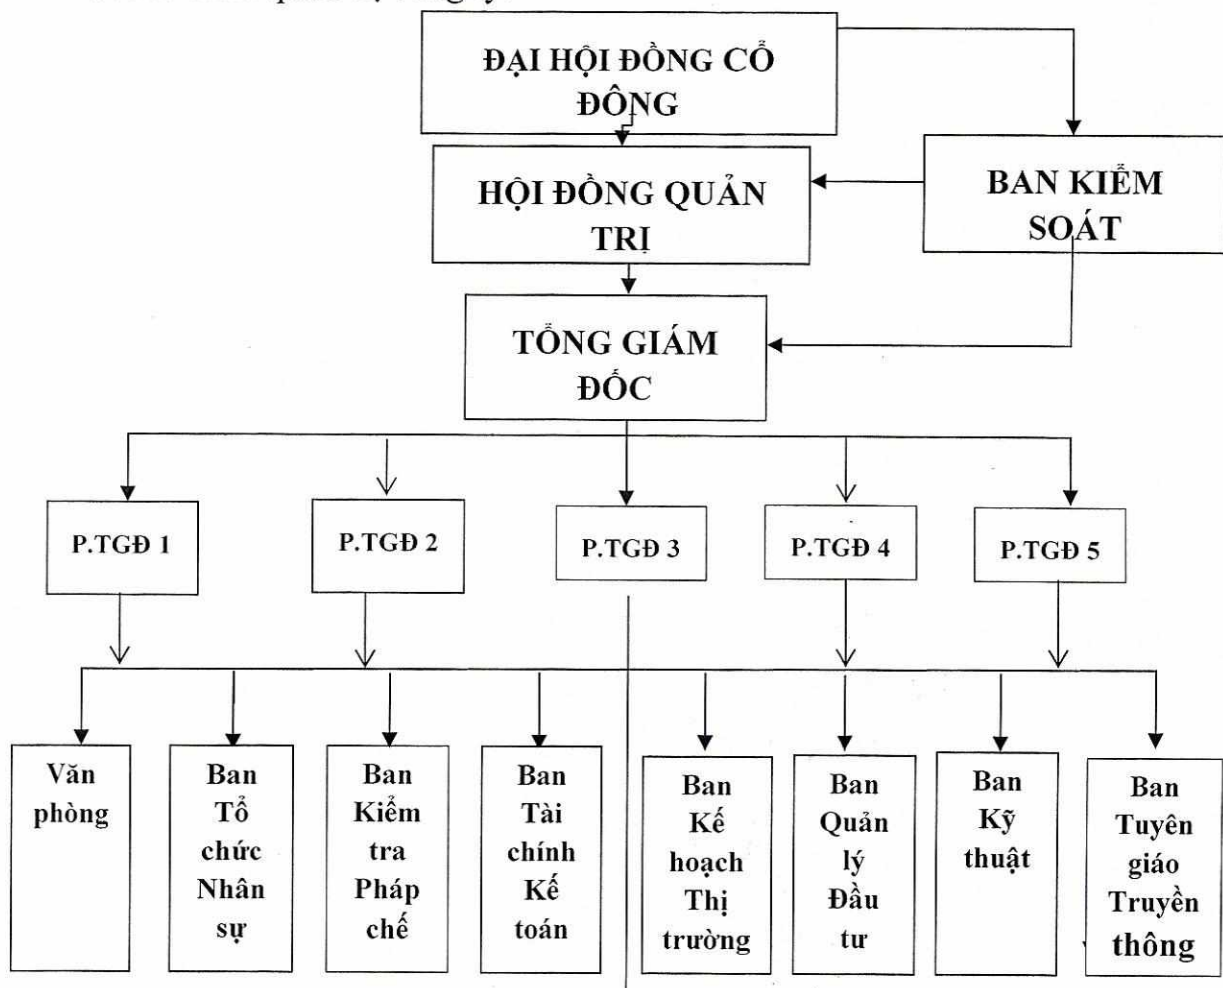 ĐẠI HỘI ĐỒNG CỔ
ĐÔNG
HỘI ĐỒNG QUẢN
TRỊ
BAN KIỂM
SOÁT
TỔNG GIÁM
ĐỐC
P.TGĐ 1
P.TGĐ 2
P.TGĐ 3
P.TGĐ 4
P.TGĐ 5
Văn
phòng
Ban
Tổ
chức
Nhân
sự
Ban
Kiểm
tra
Pháp
chế
Ban
Tài
chính
Kế
toán
Ban
Kế
hoạch
Thị
trường
Ban
Quản
lý
Đầu
tư
Ban
Kỹ
thuật
Ban
Tuyên
giáo
Truyền
thông